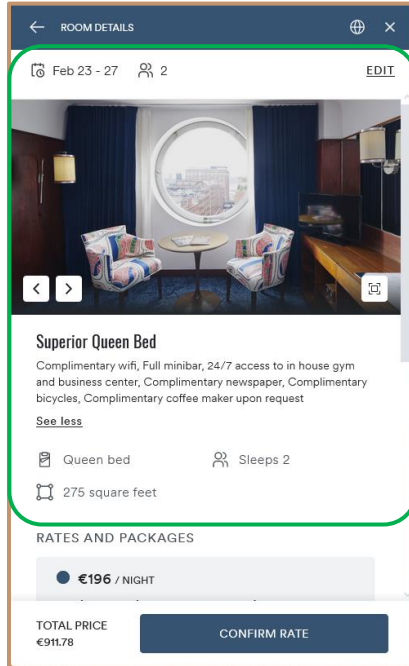 ROOM DETAILS
Feb 23 - 27 2 EDIT
Superior Queen Bed
Complimentary wifi, Full minibar, 24/7 access to in house gym
and business center, Complimentary newspaper, Complimentary
bicycles, Complimentary coffee maker upon request
See less
Queen bed Sleeps 2
275 square feet
RATES AND PACKAGES
€196 / NIGHT
TOTAL PRICE
€911.78
CONFIRM RATE